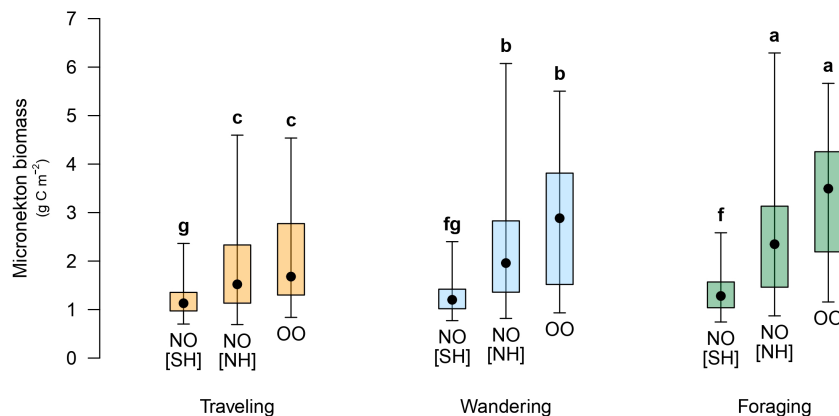 7
6
5
4
3
2
1
0
Micronekton biomass
(g C m⁻²)
g
c
c
NO
[SH]
NO
[NH]
OO
Traveling
fg
b
b
NO
[SH]
NO
[NH]
OO
Wandering
f
a
a
NO
[SH]
NO
[NH]
OO
Foraging